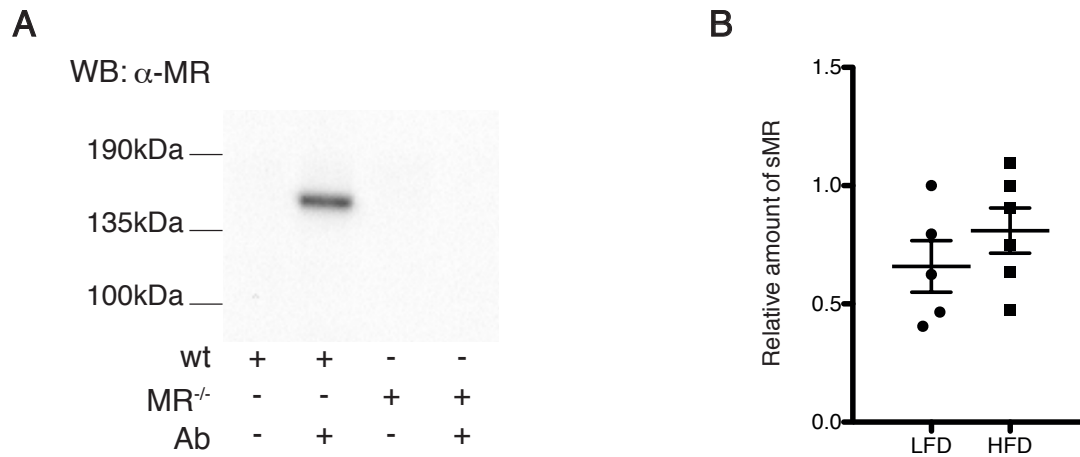 A
WB: α-MR
190kDa
135kDa
100kDa
wt + + - -
MR-/- - - + +
Ab - + - +
B
Relative amount of sMR
1.5
1.0
0.5
0.0
LFD HFD